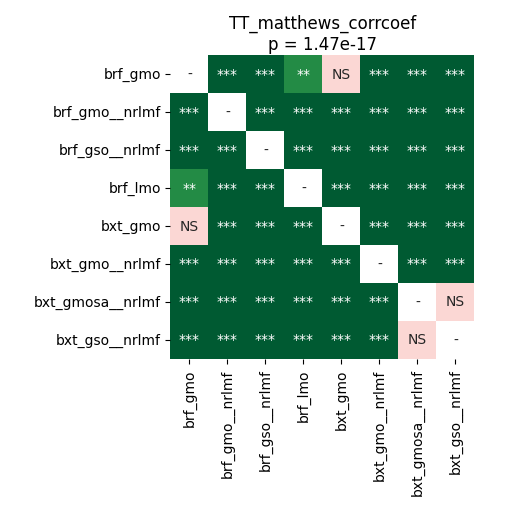 TT_matthews_corrcoef
p = 1.47e-17
brf_gmo - *** *** ** NS *** *** ***
brf_gmo__nrlmf *** - *** *** *** *** *** ***
brf_gso__nrlmf *** *** - *** *** *** *** ***
brf_lmo ** *** *** - *** *** *** ***
bxt_gmo NS *** *** *** - *** *** ***
bxt_gmo__nrlmf *** *** *** *** *** - *** ***
bxt_gmosa__nrlmf *** *** *** *** *** *** - NS
bxt_gso__nrlmf *** *** *** *** *** *** NS -
brf_gmo
brf_gmo__nrlmf
brf_gso__nrlmf
brf_lmo
bxt_gmo
bxt_gmo__nrlmf
bxt_gmosa__nrlmf
bxt_gso__nrlmf